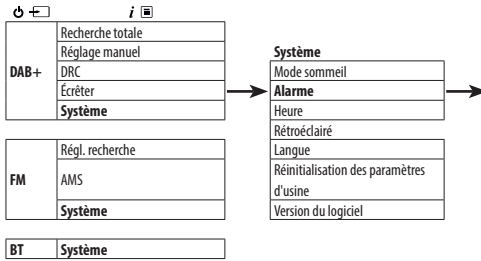 Recherche totale
Réglage manuel
DAB+
DRC
Écrêter
Système
Régl. recherche
FM
AMS
Système
BT
Système
Système
Mode sommeil
Alarme
Heure
Rétroéclairé
Langue
Réinitialisation des paramètres
d'usine
Version du logiciel